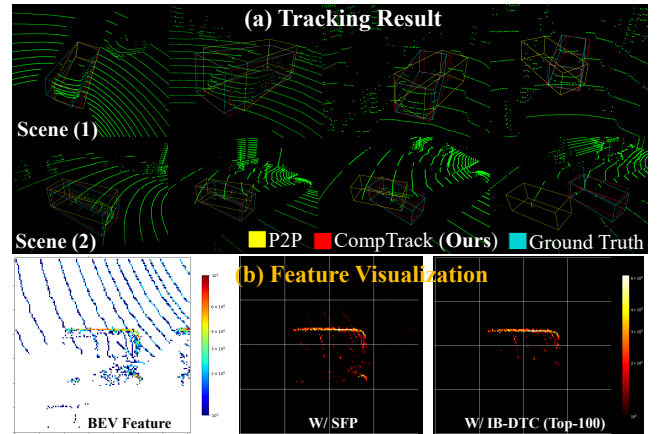 (a) Tracking Result
Scene (1)
Scene (2)
P2P CompTrack (Ours) Ground Truth
(b) Feature Visualization
BEV Feature
W/ SFP
W/ IB-DTC (Top-100)